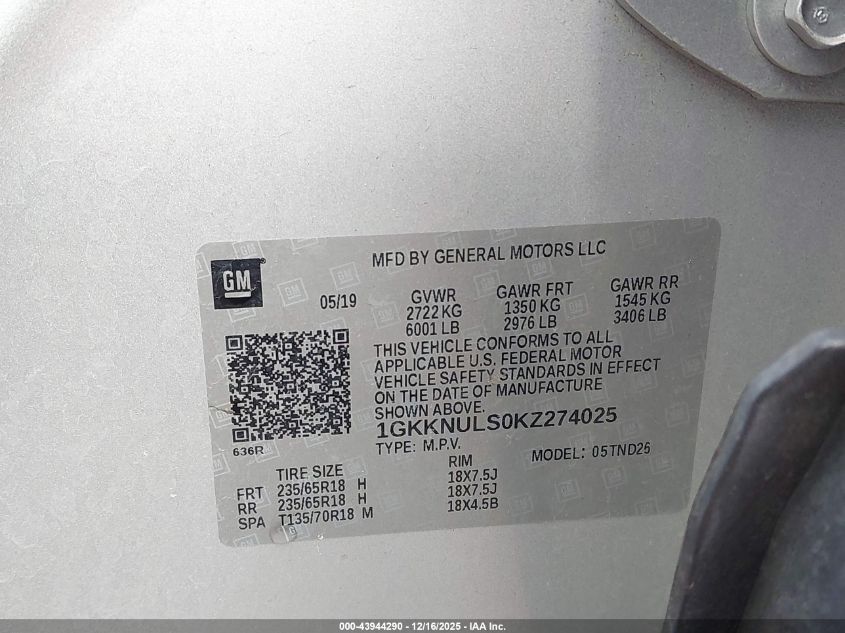 MFD BY GENERAL MOTORS LLC
GM
05/19
GVWR GAWR FRT GAWR RR
2722 KG 1350 KG 1545 KG
6001 LB 2976 LB 3406 LB
THIS VEHICLE CONFORMS TO ALL
APPLICABLE U.S. FEDERAL MOTOR
VEHICLE SAFETY STANDARDS IN EFFECT
ON THE DATE OF MANUFACTURE
SHOWN ABOVE.
1GKKNULS0KZ274025
636R
TYPE: M.P.V. MODEL: 05TND26
TIRE SIZE RIM
FRT 235/65R18 H 18X7.5J
RR 235/65R18 H 18X7.5J
SPA T135/70R18 M 18X4.5B
000-43944290 - 12/16/2025 - IAA Inc.